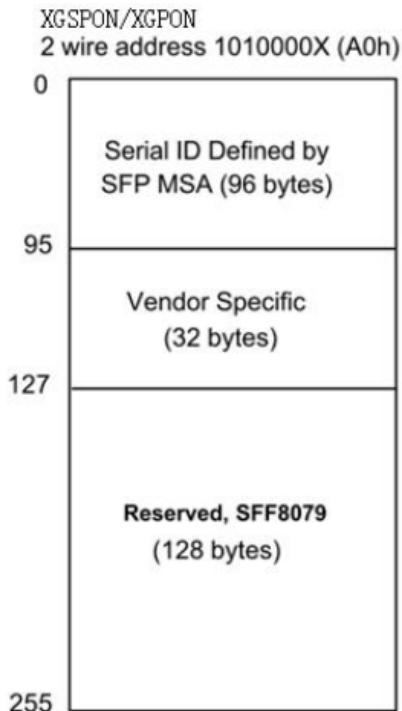 XGSPON/XGPON
2 wire address 1010000X (A0h)
0
Serial ID Defined by
SFP MSA (96 bytes)
95
Vendor Specific
(32 bytes)
127
Reserved, SFF8079
(128 bytes)
255